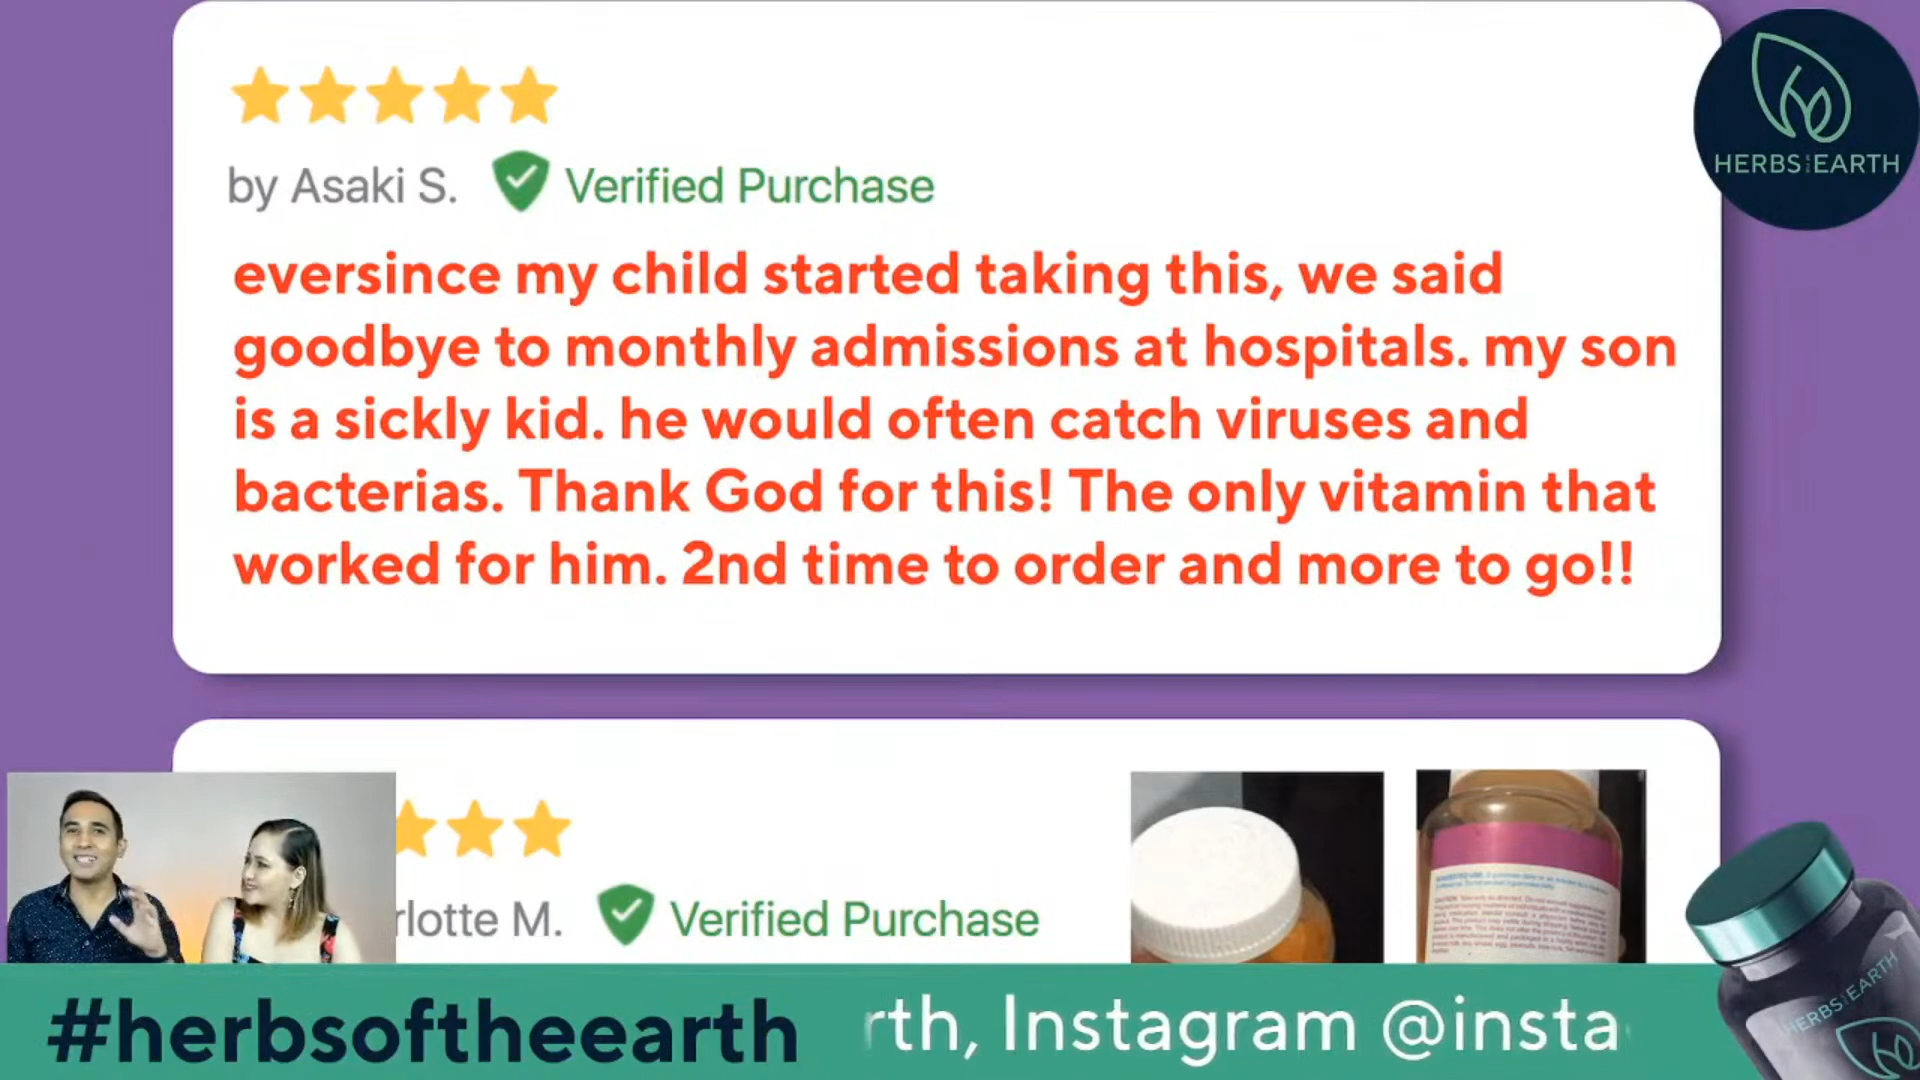 HERBS OF THE EARTH
by Asaki S. Verified Purchase
eversince my child started taking this, we said
goodbye to monthly admissions at hospitals. my son
is a sickly kid. he would often catch viruses and
bacterias. Thank God for this! The only vitamin that
worked for him. 2nd time to order and more to go!!
rlotte M. Verified Purchase
#herbsoftheearth rth, Instagram @insta